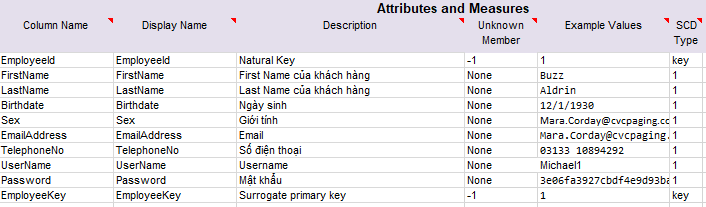 Attributes and Measures
Column Name Display Name Description Unknown Member Example Values SCD Type
EmployeeId EmployeeId Natural Key -1 1 key
FirstName FirstName First Name của khách hàng None Buzz 1
LastName LastName Last Name của khách hàng None Aldrin 1
Birthdate Birthdate Ngày sinh None 12/1/1930 1
Sex Sex Giới tính None Mara.Corday@cvcpaging.co 1
EmailAddress EmailAddress Email None Mara.Corday@cvcpaging. 1
TelephoneNo TelephoneNo Số điện thoại None 03133 10894292 1
UserName UserName Username None Michael1 1
Password Password Mật khẩu None 3e06fa3927cbdf4e9d93ba 1
EmployeeKey EmployeeKey Surrogate primary key -1 1 key